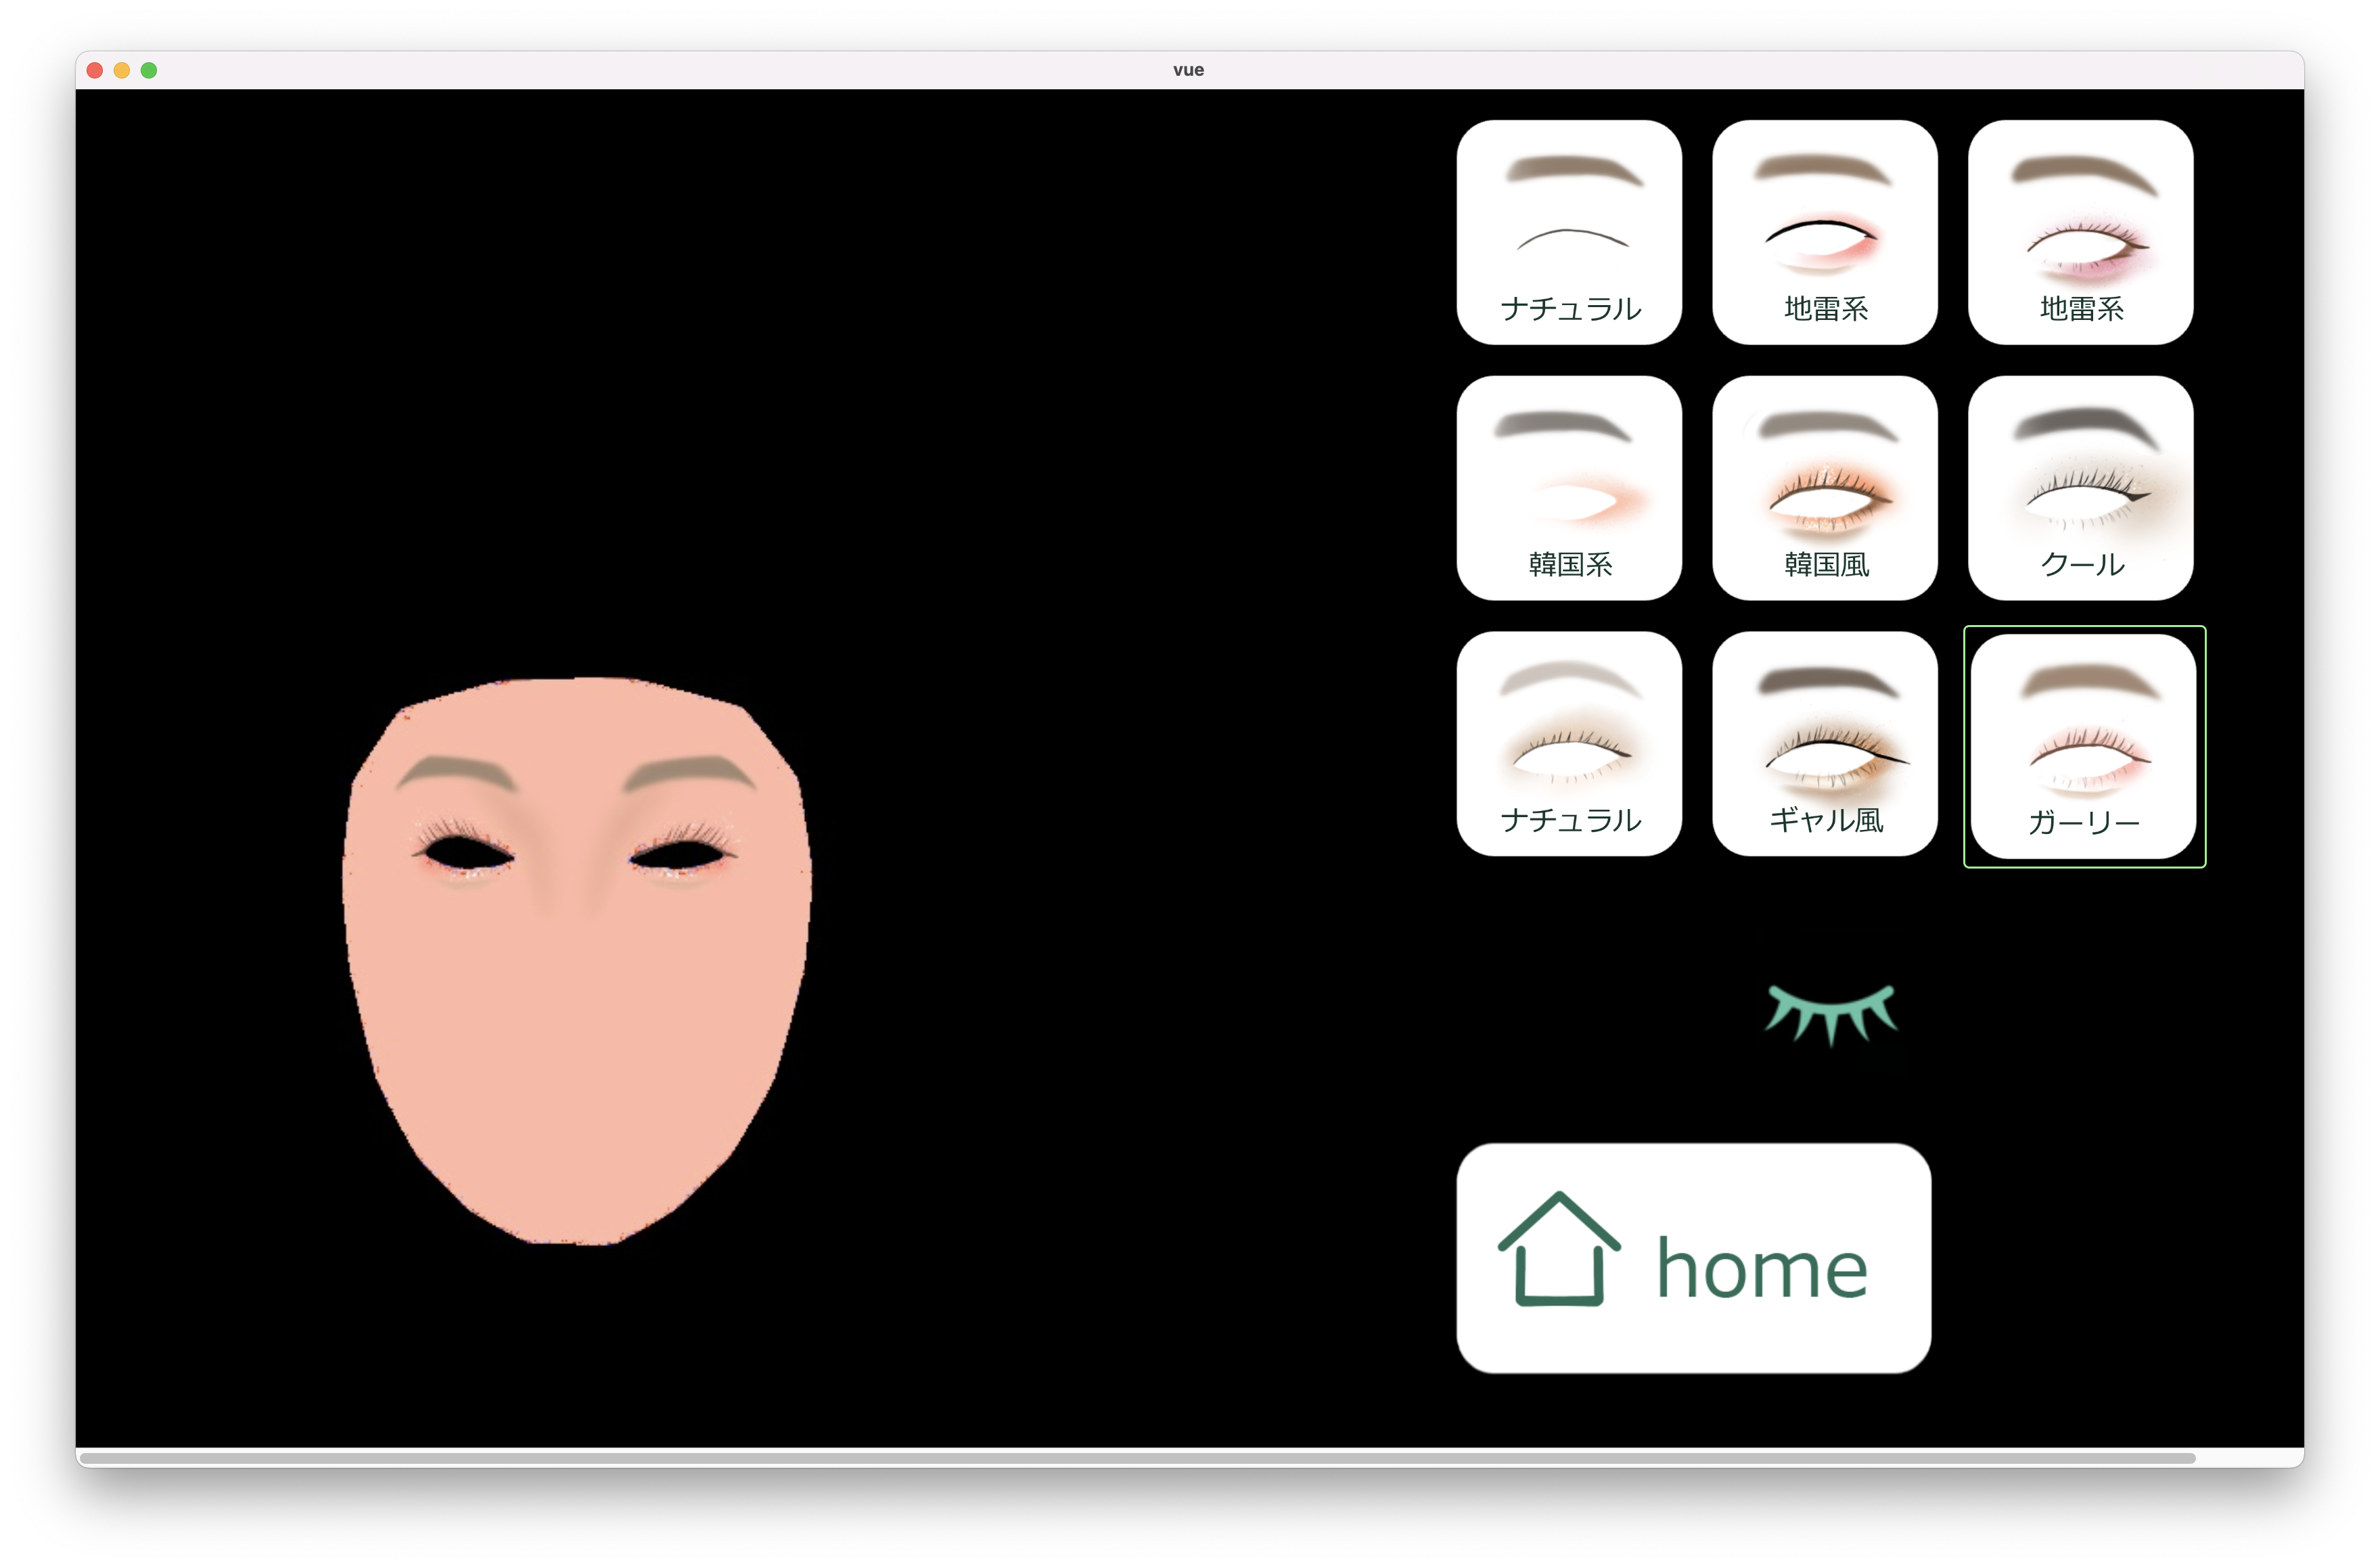 vue
ナチュラル
地雷系
地雷系
韓国系
韓国風
クール
ナチュラル
ギャル風
ガーリー
home